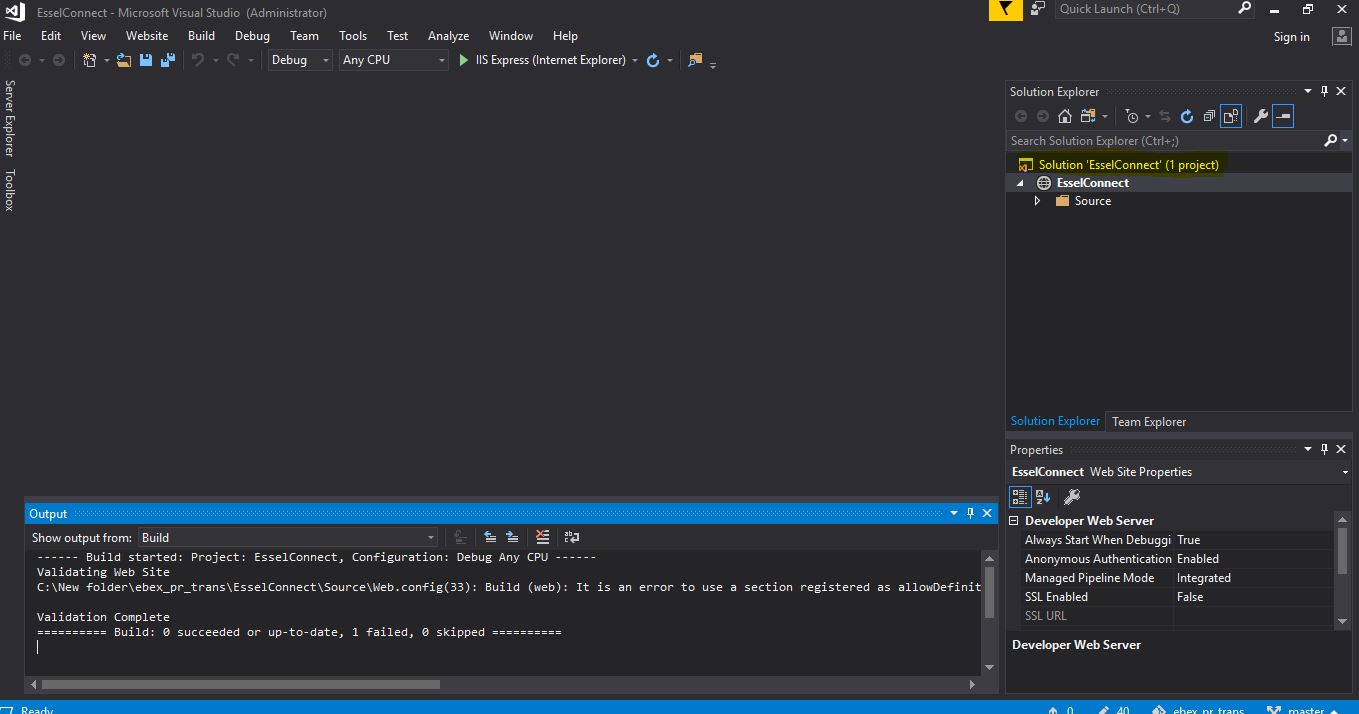 EsselConnect - Microsoft Visual Studio (Administrator)
Quick Launch (Ctrl+Q)
File Edit View Website Build Debug Team Tools Test Analyze Window Help
Sign in
Debug Any CPU IIS Express (Internet Explorer)
Server Explorer
Toolbox
Solution Explorer
Search Solution Explorer (Ctrl+;)
Solution 'EsselConnect' (1 project)
EsselConnect
Source
Solution Explorer Team Explorer
Properties
EsselConnect Web Site Properties
Developer Web Server
Always Start When Debuggi True
Anonymous Authentication Enabled
Managed Pipeline Mode Integrated
SSL Enabled False
SSL URL
Developer Web Server
Output
Show output from: Build
------ Build started: Project: EsselConnect, Configuration: Debug Any CPU ------
Validating Web Site
C:\New folder\ebex_pr_trans\EsselConnect\Source\Web.config(33): Build (web): It is an error to use a section registered as allowDefinit
Validation Complete
========== Build: 0 succeeded or up-to-date, 1 failed, 0 skipped ==========
Ready
0 40 ebex_pr_trans master